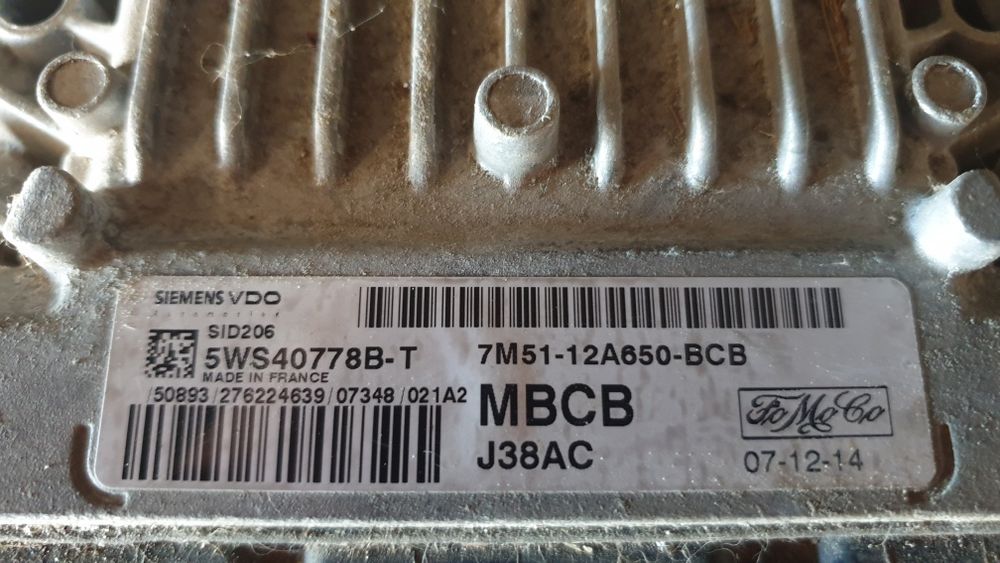 SIEMENS VDO
Automotive
SID206
5WS40778B-T
MADE IN FRANCE
/50893/276224639/07348/021A2
7M51-12A650-BCB
MBCB
J38AC
FoMoCo
07-12-14